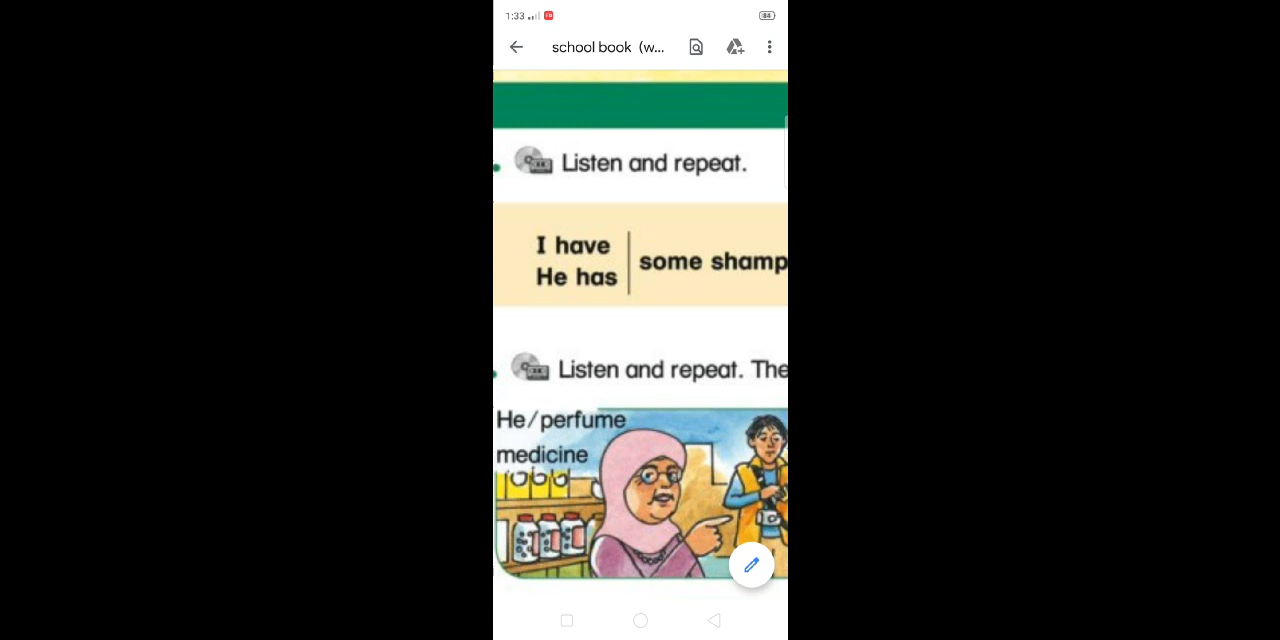 1:33
84
school book (w...
Listen and repeat.
I have
He has
some shamp
Listen and repeat. The
He/perfume
medicine